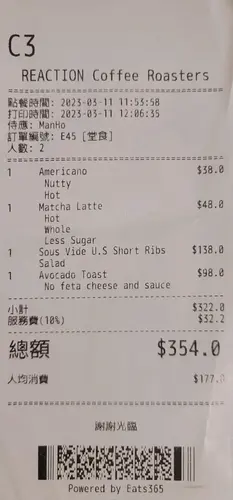 C3
REACTION Coffee Roasters
點餐時間: 2023-03-11 11:53:58
打印時間: 2023-03-11 12:06:35
侍應: ManHo
訂單編號: E45 [堂食]
人數: 2
1 Americano $38.0
Nutty
Hot
1 Matcha Latte $48.0
Hot
Whole
Less Sugar
1 Sous Vide U.S Short Ribs $138.0
Salad
1 Avocado Toast $98.0
No feta cheese and sauce
小計 $322.0
服務費(10%) $32.2
總額 $354.0
人均消費 $177.0
謝謝光臨
Powered by Eats365